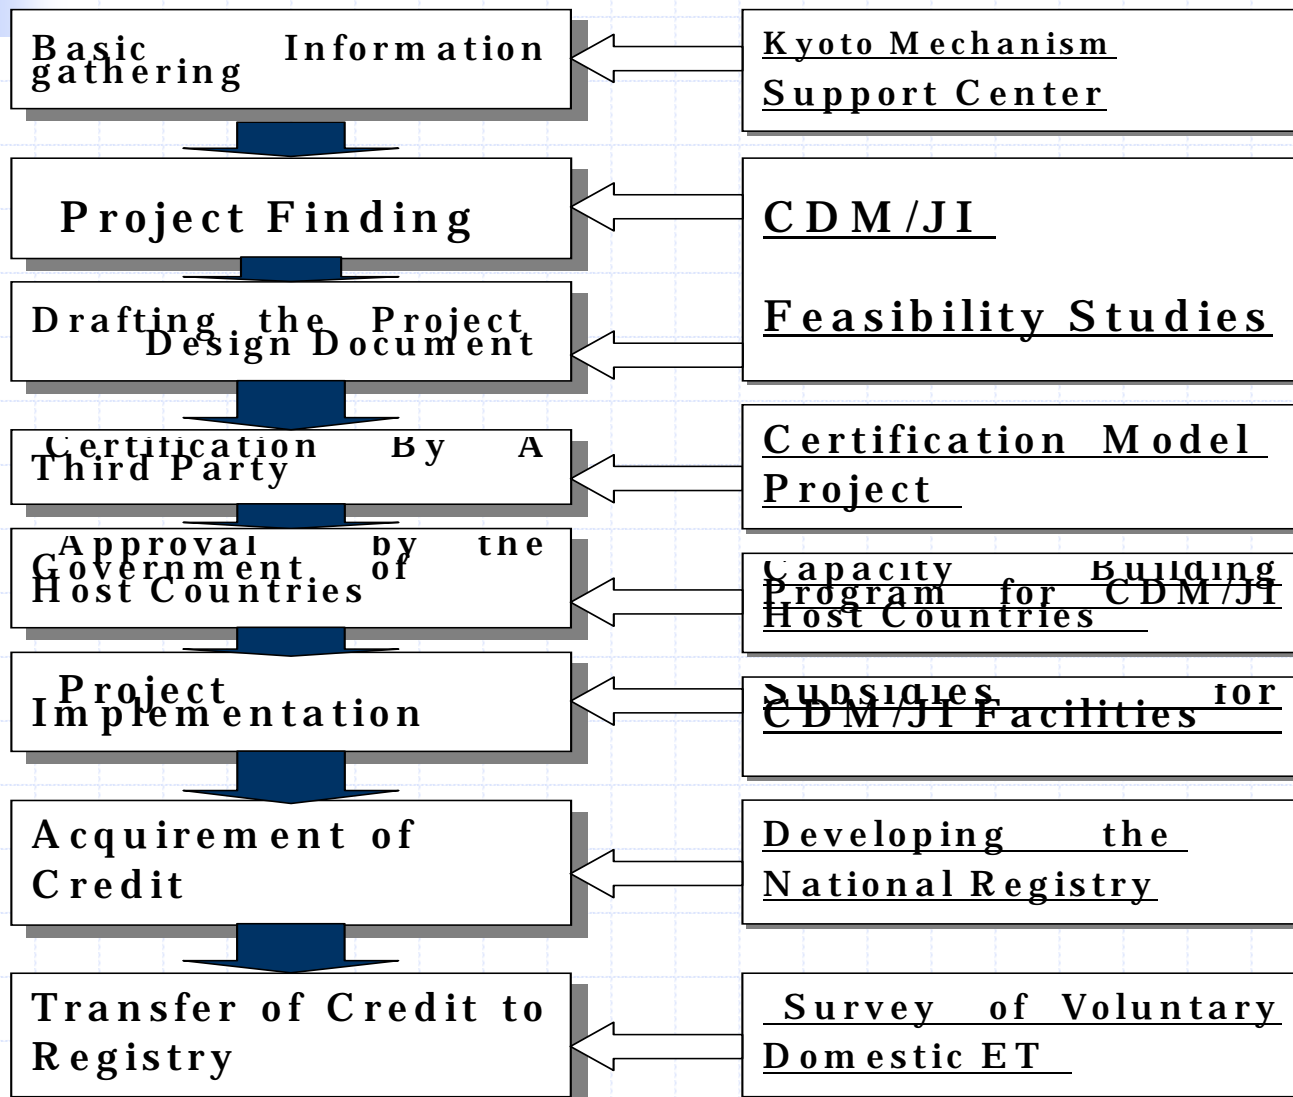 Basic Information
gathering
Kyoto Mechanism
Support Center
Project Finding
CDM/JI
Feasibility Studies
Drafting the Project
Design Document
Certification By A
Third Party
Certification Model
Project
Approval by the
Government of
Host Countries
Capacity Building
Program for CDM/JI
Host Countries
Project
Implementation
Subsidies for
CDM/JI Facilities
Acquirement of
Credit
Developing the
National Registry
Transfer of Credit to
Registry
Survey of Voluntary
Domestic ET